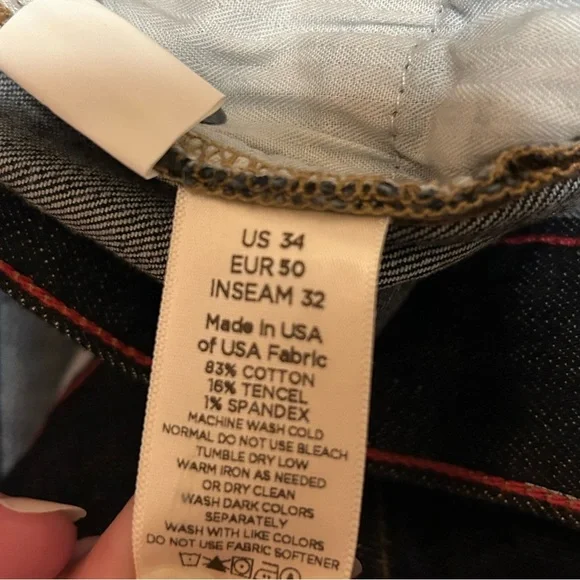 US 34
EUR 50
INSEAM 32
Made in USA
of USA Fabric
83% COTTON
16% TENCEL
1% SPANDEX
MACHINE WASH COLD
NORMAL DO NOT USE BLEACH
TUMBLE DRY LOW
WARM IRON AS NEEDED
OR DRY CLEAN
WASH DARK COLORS
SEPARATELY
WASH WITH LIKE COLORS
DO NOT USE FABRIC SOFTENER